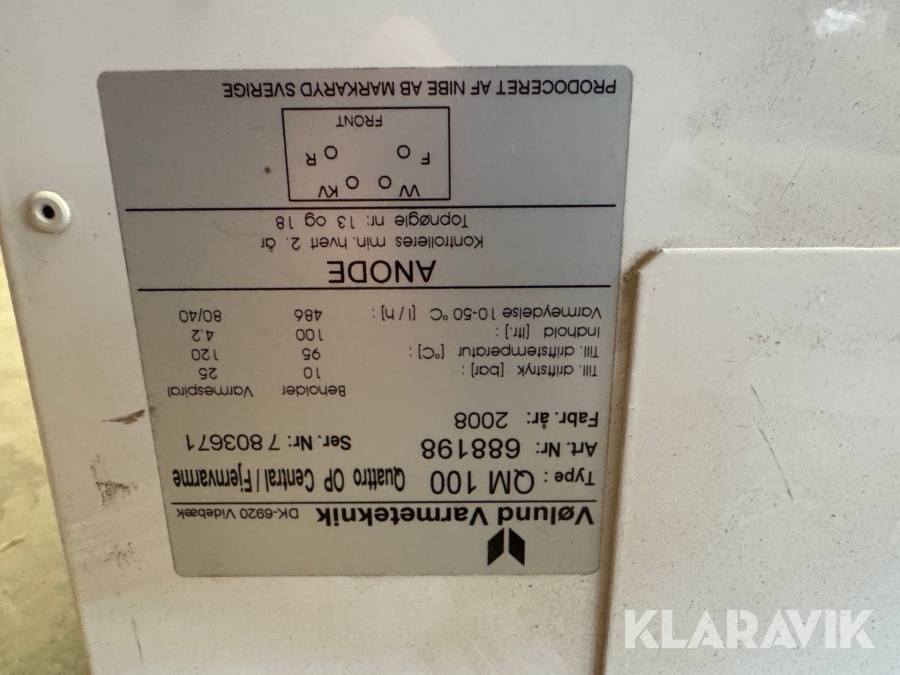 Vølund Varmeteknik
DK-6920 Videbæk
Type : QM 100 Quattro OP Central / Fjernvarme
Art. Nr: 688198 Ser. Nr: 7 803671
Fabr. år: 2008
Beholder Varmespiral
Till. driftstryk [bar] : 10 25
Till. driftstemperatur [°C] : 95 120
Indhold [ltr.] : 100 4,2
Varmeydelse 10-50 °C [l / h] : 486 80/40
ANODE
Kontrolleres min. hvert 2. år
Topnøgle nr: 13 og 18
VV KV
F R
FRONT
PRODOCERET AF NIBE AB MARKARYD SVERIGE
KLARAVIK